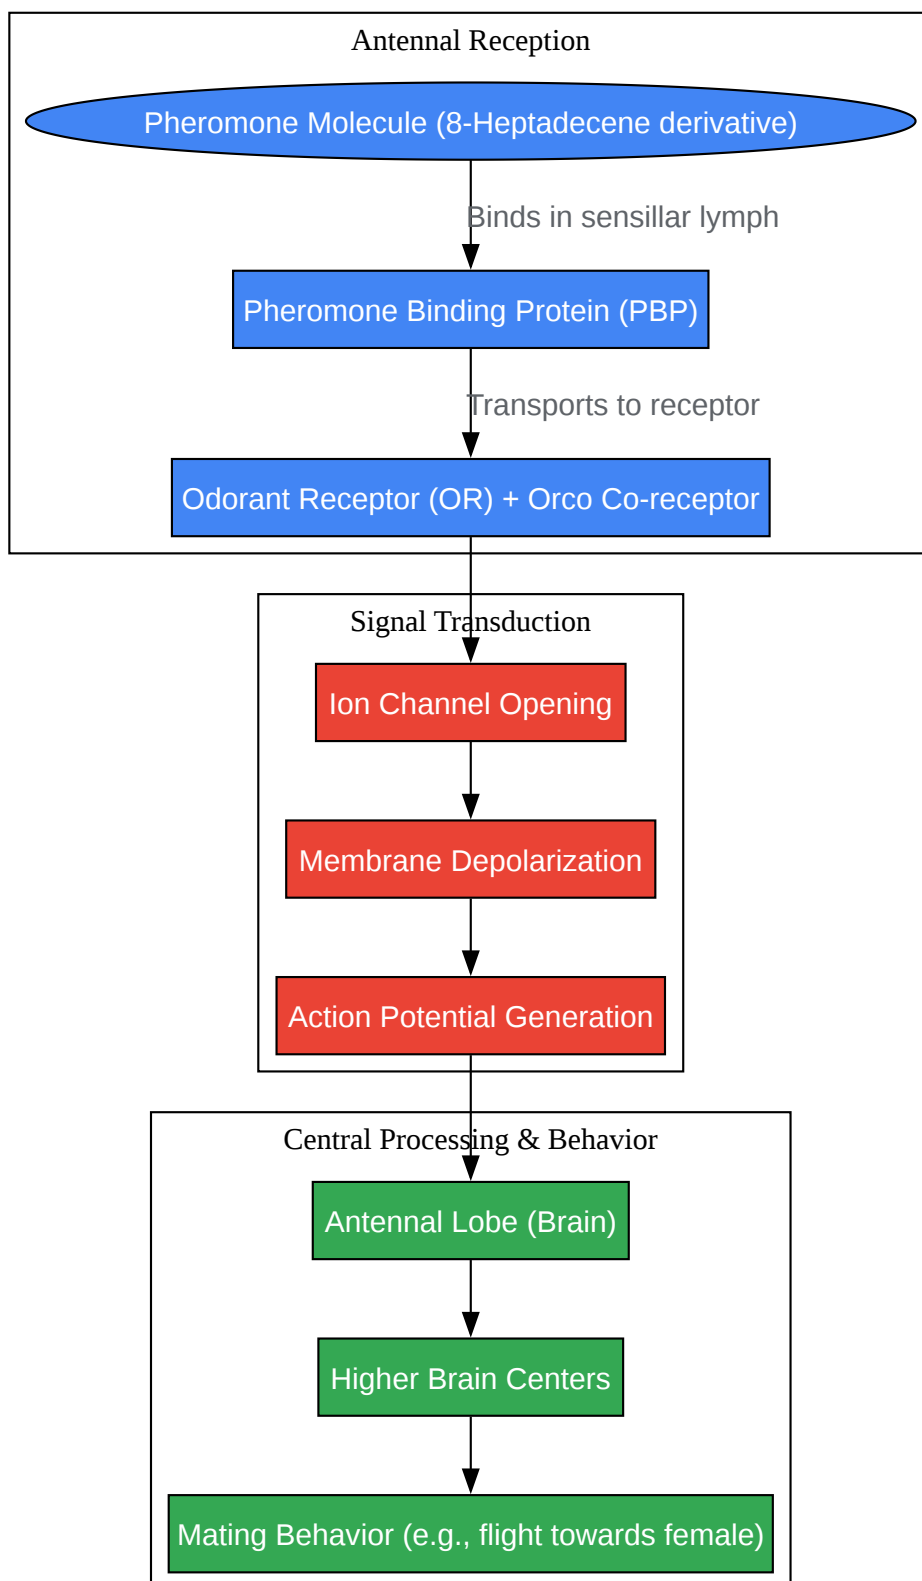 Antennal Reception
Pheromone Molecule (8-Heptadecene derivative)
Binds in sensillar lymph
Pheromone Binding Protein (PBP)
Transports to receptor
Odorant Receptor (OR) + Orco Co-receptor
Signal Transduction
Ion Channel Opening
Membrane Depolarization
Action Potential Generation
Central Processing & Behavior
Antennal Lobe (Brain)
Higher Brain Centers
Mating Behavior (e.g., flight towards female)